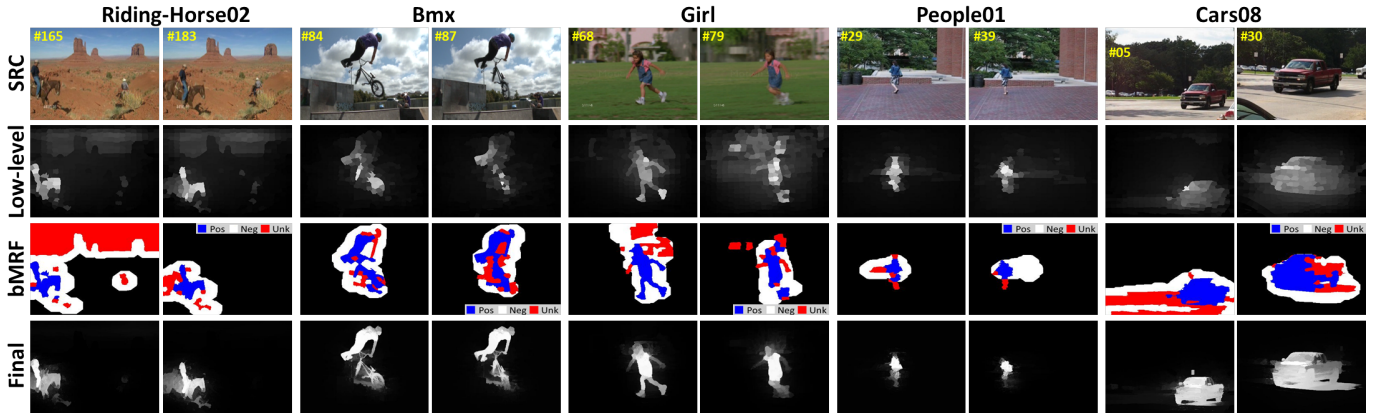 Riding-Horse02 Bmx Girl People01 Cars08
SRC #165 #183 #84 #87 #68 #79 #29 #39 #05 #30
Low-level
bMRF
Pos Neg Unk
Pos Neg Unk
Pos Neg Unk
Pos Neg Unk
Pos Neg Unk
Final